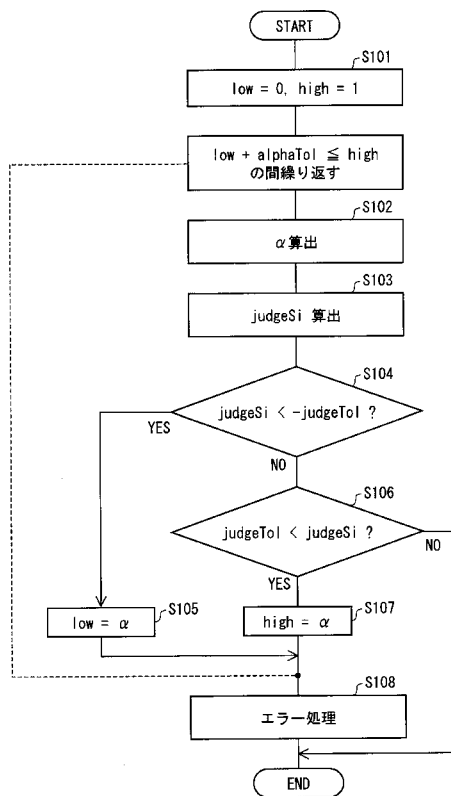 START
S101
low = 0, high = 1
low + alphaTol ≦ high
の間繰り返す
S102
α算出
S103
judgeSi 算出
S104
judgeSi < -judgeTol ?
YES
NO
S106
judgeTol < judgeSi ?
NO
YES
S105
low = α
S107
high = α
S108
エラー処理
END